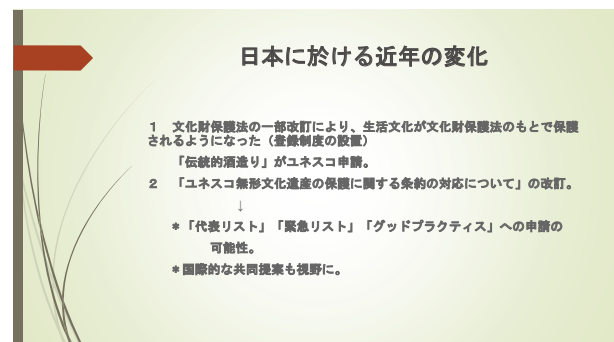 日本に於ける近年の変化
１　文化財保護法の一部改訂により、生活文化が文化財保護法のもとで保護
されるようになった（登録制度の設置）
「伝統的酒造り」がユネスコ申請。
２　「ユネスコ無形文化遺産の保護に関する条約の対応について」の改訂。
↓
＊「代表リスト」「緊急リスト」「グッドプラクティス」への申請の
可能性。
＊国際的な共同提案も視野に。